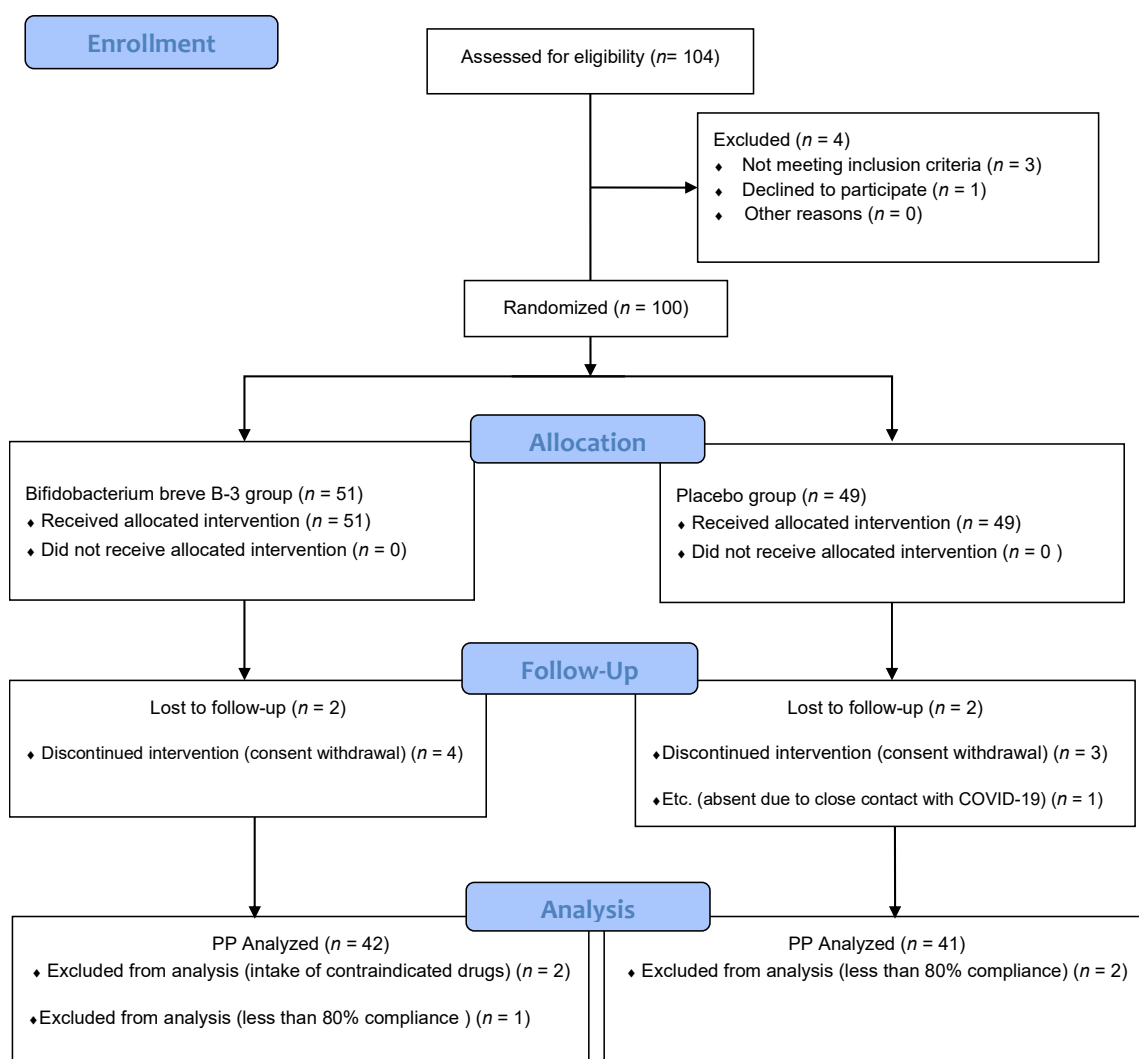 Enrollment
Assessed for eligibility (n= 104)
Excluded (n = 4)
♦ Not meeting inclusion criteria (n = 3)
♦ Declined to participate (n = 1)
♦ Other reasons (n = 0)
Randomized (n = 100)
Allocation
Bifidobacterium breve B-3 group (n = 51)
♦ Received allocated intervention (n = 51)
♦ Did not receive allocated intervention (n = 0)
Placebo group (n = 49)
♦ Received allocated intervention (n = 49)
♦ Did not receive allocated intervention (n = 0 )
Follow-Up
Lost to follow-up (n = 2)
♦ Discontinued intervention (consent withdrawal) (n = 4)
Lost to follow-up (n = 2)
♦Discontinued intervention (consent withdrawal) (n = 3)
♦Etc. (absent due to close contact with COVID-19) (n = 1)
Analysis
PP Analyzed (n = 42)
♦ Excluded from analysis (intake of contraindicated drugs) (n = 2)
♦Excluded from analysis (less than 80% compliance ) (n = 1)
PP Analyzed (n = 41)
♦ Excluded from analysis (less than 80% compliance) (n = 2)